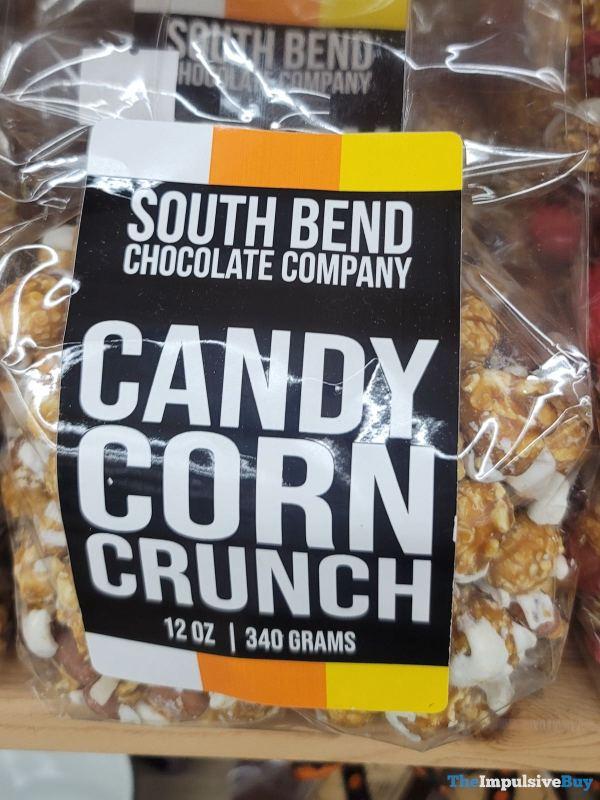 SOUTH BEND
CHOCOLATE COMPANY
SOUTH BEND
CHOCOLATE COMPANY
CANDY
CORN
CRUNCH
12 OZ | 340 GRAMS
TheImpulsiveBuy